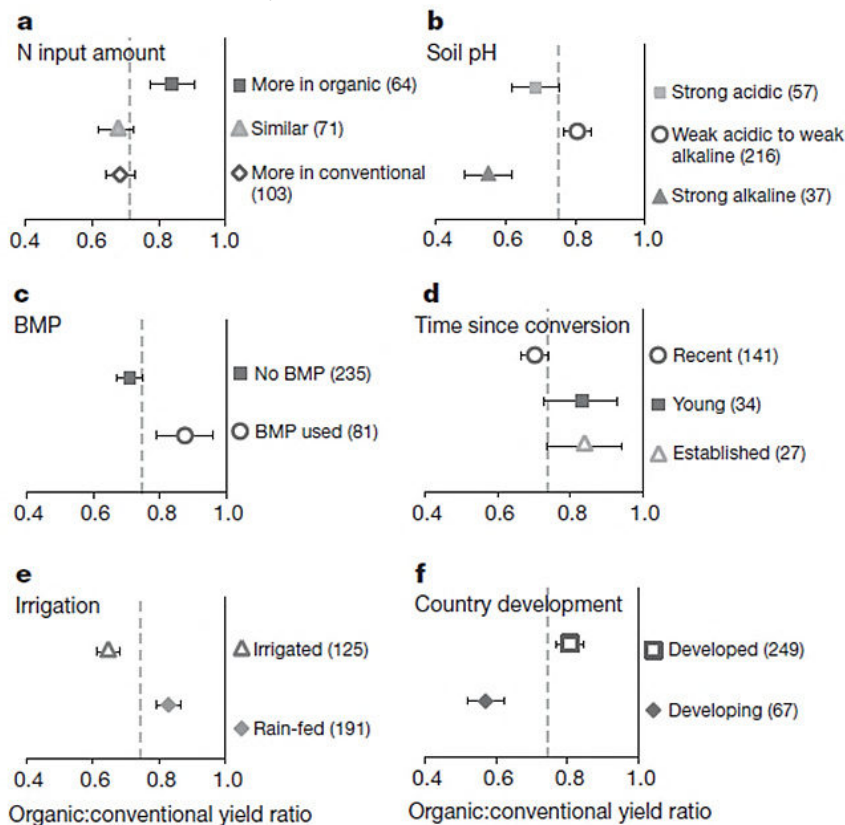 a
N input amount
More in organic (64)
Similar (71)
More in conventional
(103)
0.4 0.6 0.8 1.0
b
Soil pH
Strong acidic (57)
Weak acidic to weak
alkaline (216)
Strong alkaline (37)
0.4 0.6 0.8 1.0
c
BMP
No BMP (235)
BMP used (81)
0.4 0.6 0.8 1.0
d
Time since conversion
Recent (141)
Young (34)
Established (27)
0.4 0.6 0.8 1.0
e
Irrigation
Irrigated (125)
Rain-fed (191)
0.4 0.6 0.8 1.0
Organic:conventional yield ratio
f
Country development
Developed (249)
Developing (67)
0.4 0.6 0.8 1.0
Organic:conventional yield ratio